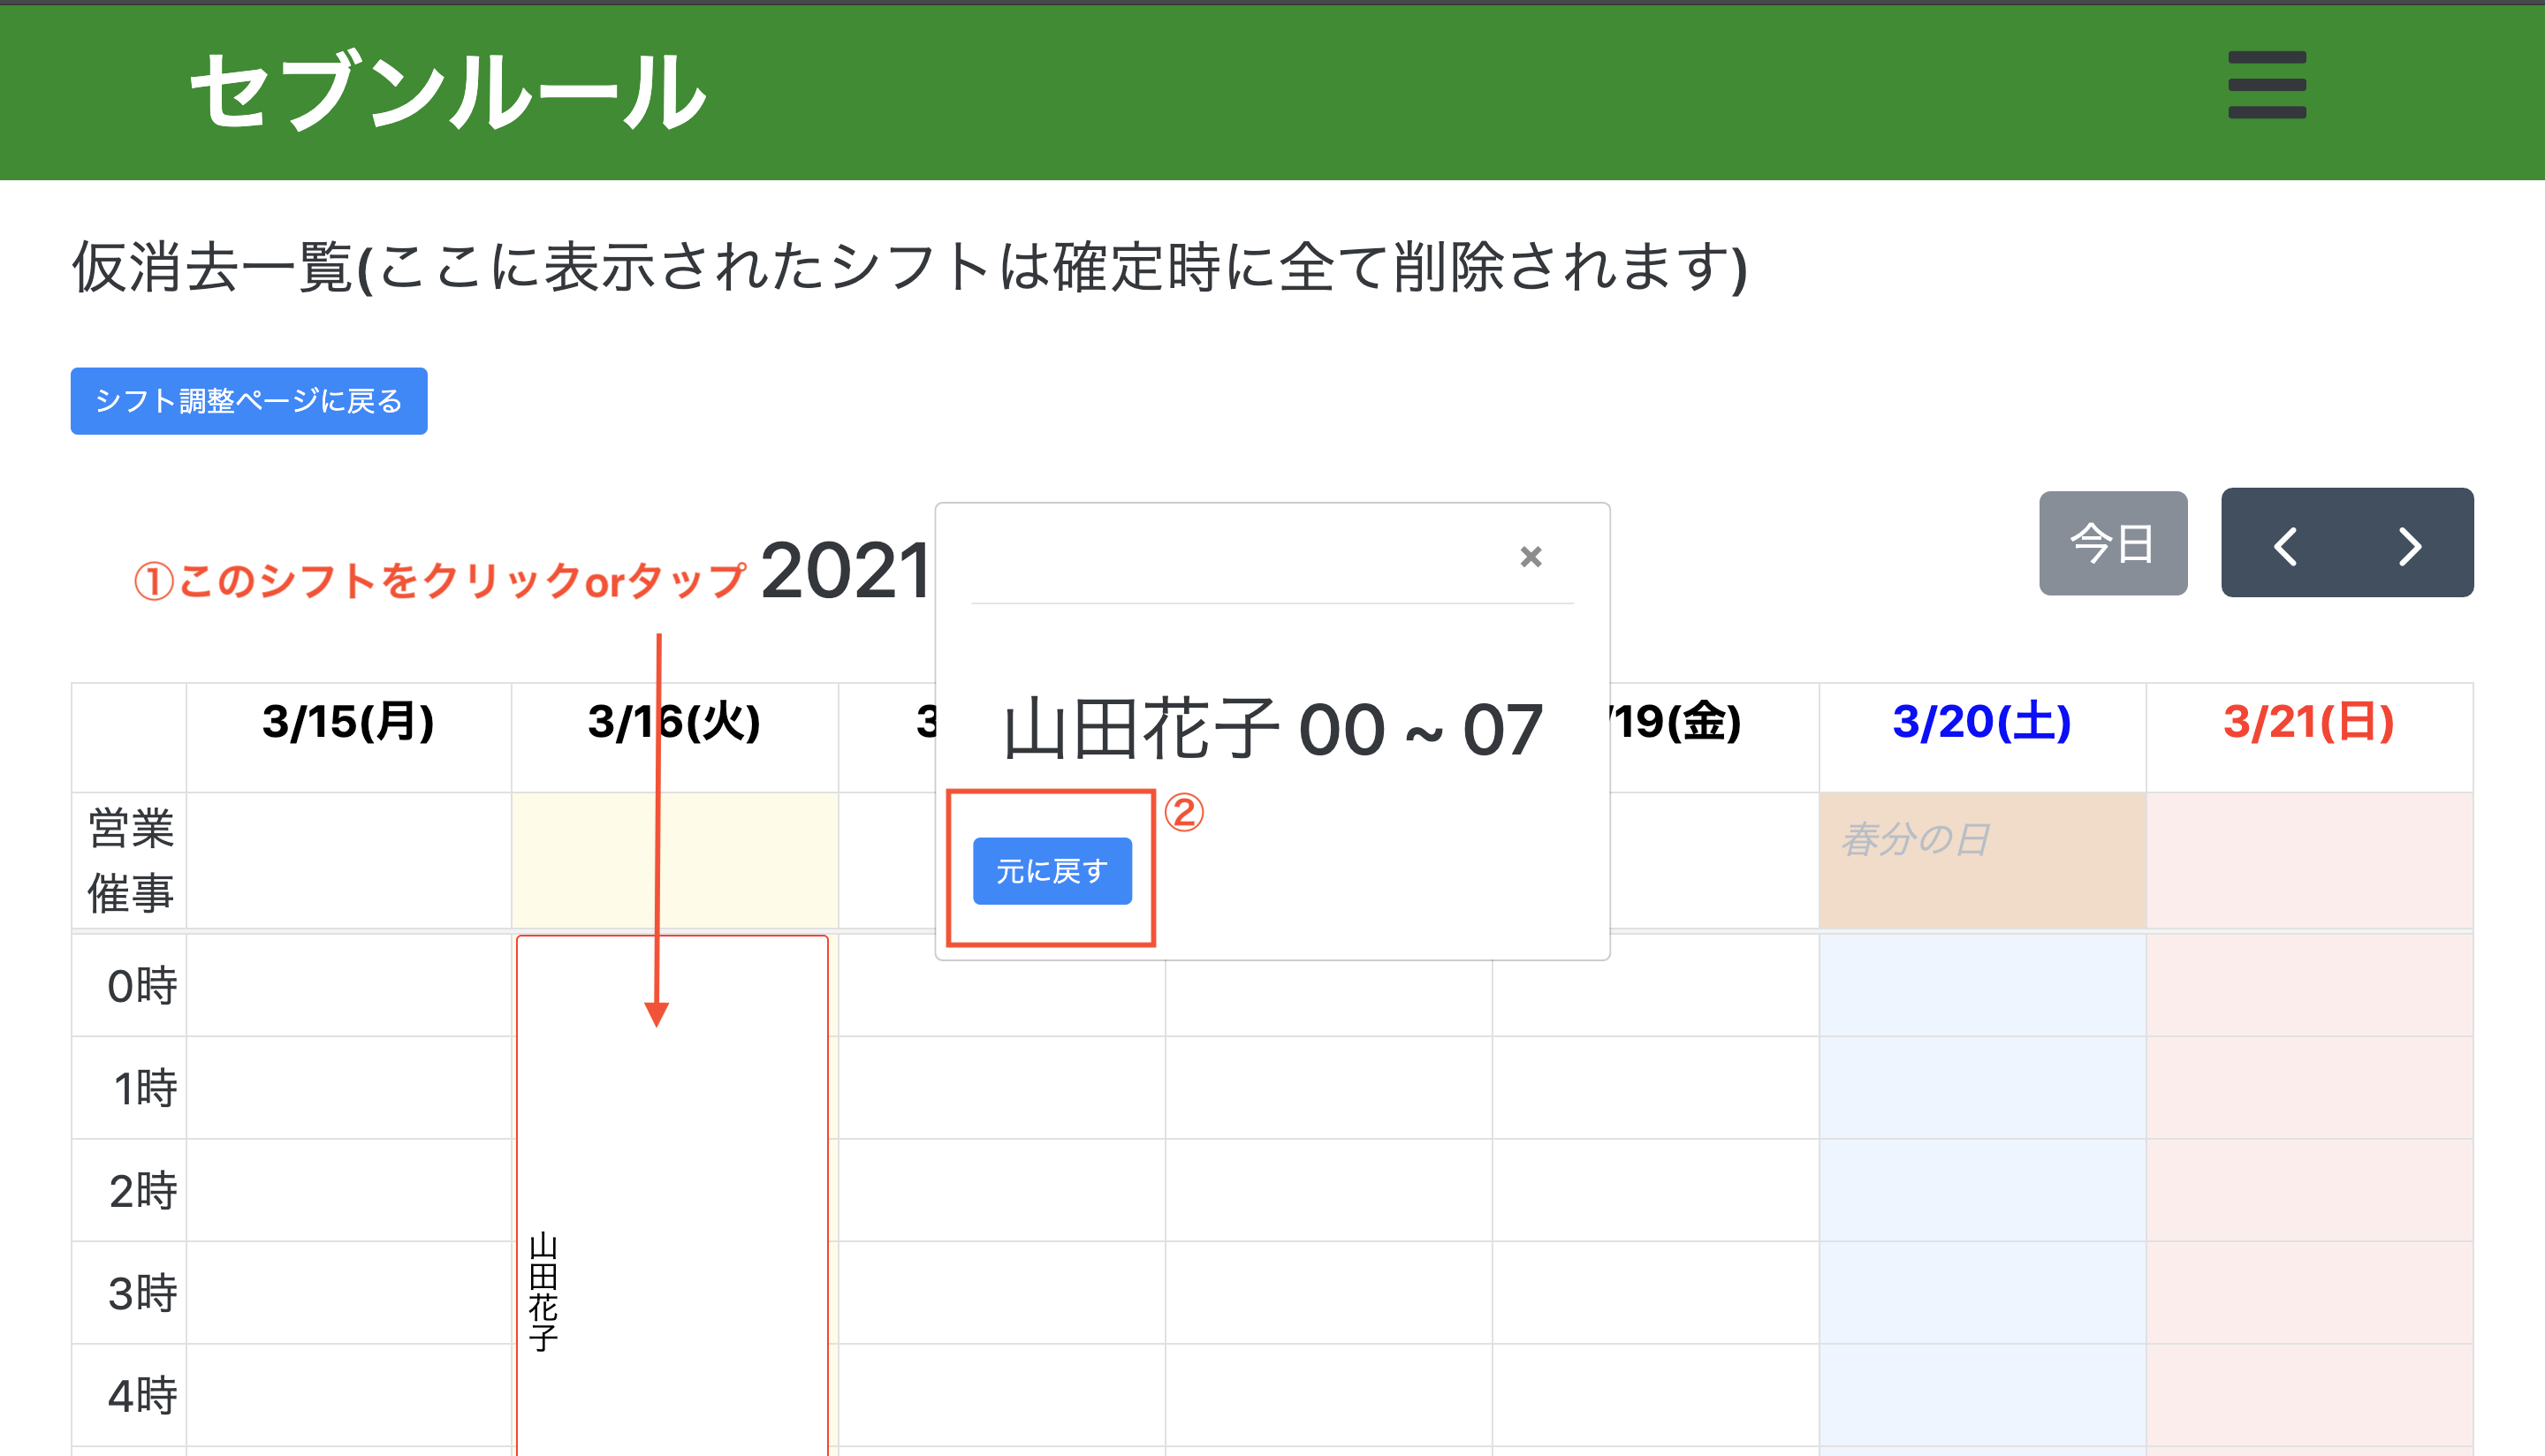 セブンルール
仮消去一覧(ここに表示されたシフトは確定時に全て削除されます)
シフト調整ページに戻る
①このシフトをクリックorタップ
2021
×
今日
山田花子 00 ~ 07
②
元に戻す
3/15(月) 3/16(火) 3 /19(金) 3/20(土) 3/21(日)
営業
催事
春分の日
0時
1時
2時
3時
4時
山田花子